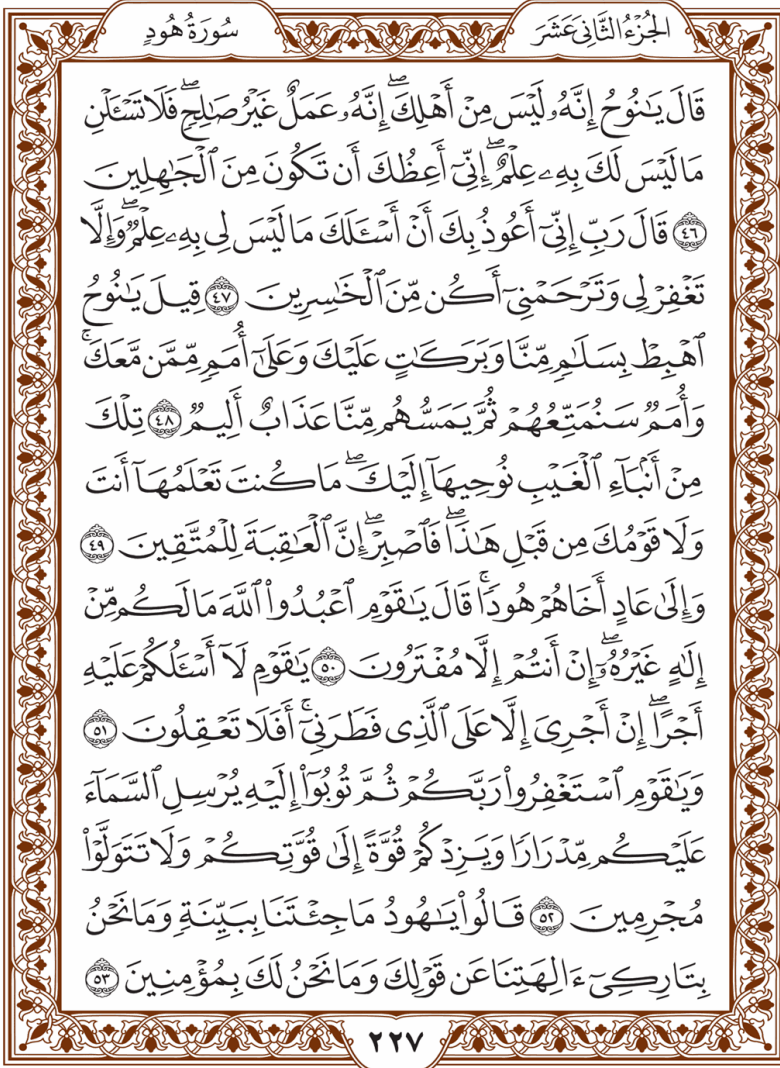 الجُزْءُ الثَّانِي عَشَرَ
سُورَةُ هُودٍ
قَالَ يَٰنُوحُ إِنَّهُۥ لَيْسَ مِنْ أَهْلِكَۖ إِنَّهُۥ عَمَلٌ غَيْرُ صَٰلِحٖۖ فَلَا تَسْـَٔلْنِ
مَا لَيْسَ لَكَ بِهِۦ عِلْمٌۖ إِنِّيٓ أَعِظُكَ أَن تَكُونَ مِنَ ٱلْجَٰهِلِينَ
٤٦ قَالَ رَبِّ إِنِّيٓ أَعُوذُ بِكَ أَنْ أَسْـَٔلَكَ مَا لَيْسَ لِي بِهِۦ عِلْمٌۖ وَإِلَّا
تَغْفِرْ لِي وَتَرْحَمْنِيٓ أَكُن مِّنَ ٱلْخَٰسِرِينَ ٤٧ قِيلَ يَٰنُوحُ
ٱهْبِطْ بِسَلَٰمٍ مِّنَّا وَبَرَكَٰتٍ عَلَيْكَ وَعَلَىٰٓ أُمَمٍ مِّمَّن مَّعَكَۚ
وَأُمَمٌ سَنُمَتِّعُهُمْ ثُمَّ يَمَسُّهُم مِّنَّا عَذَابٌ أَلِيمٌ ٤٨ تِلْكَ
مِنْ أَنۢبَآءِ ٱلْغَيْبِ نُوحِيهَآ إِلَيْكَۖ مَا كُنتَ تَعْلَمُهَآ أَنتَ
وَلَا قَوْمُكَ مِن قَبْلِ هَٰذَاۖ فَٱصْبِرْۖ إِنَّ ٱلْعَٰقِبَةَ لِلْمُتَّقِينَ ٤٩
وَإِلَىٰ عَادٍ أَخَاهُمْ هُودًاۚ قَالَ يَٰقَوْمِ ٱعْبُدُوا۟ ٱللَّهَ مَا لَكُم مِّنْ
إِلَٰهٍ غَيْرُهُۥٓۖ إِنْ أَنتُمْ إِلَّا مُفْتَرُونَ ٥٠ يَٰقَوْمِ لَآ أَسْـَٔلُكُمْ عَلَيْهِ
أَجْرًاۖ إِنْ أَجْرِيَ إِلَّا عَلَى ٱلَّذِي فَطَرَنِيٓۚ أَفَلَا تَعْقِلُونَ ٥١
وَيَٰقَوْمِ ٱسْتَغْفِرُوا۟ رَبَّكُمْ ثُمَّ تُوبُوٓا۟ إِلَيْهِ يُرْسِلِ ٱلسَّمَآءَ
عَلَيْكُم مِّدْرَارًا وَيَزِدْكُمْ قُوَّةً إِلَىٰ قُوَّتِكُمْ وَلَا تَتَوَلَّوْا۟
مُجْرِمِينَ ٥٢ قَالُوا۟ يَٰهُودُ مَا جِئْتَنَا بِبَيِّنَةٍ وَمَا نَحْنُ
بِتَارِكِيٓ ءَالِهَتِنَا عَن قَوْلِكَ وَمَا نَحْنُ لَكَ بِمُؤْمِنِينَ ٥٣
٢٢٧